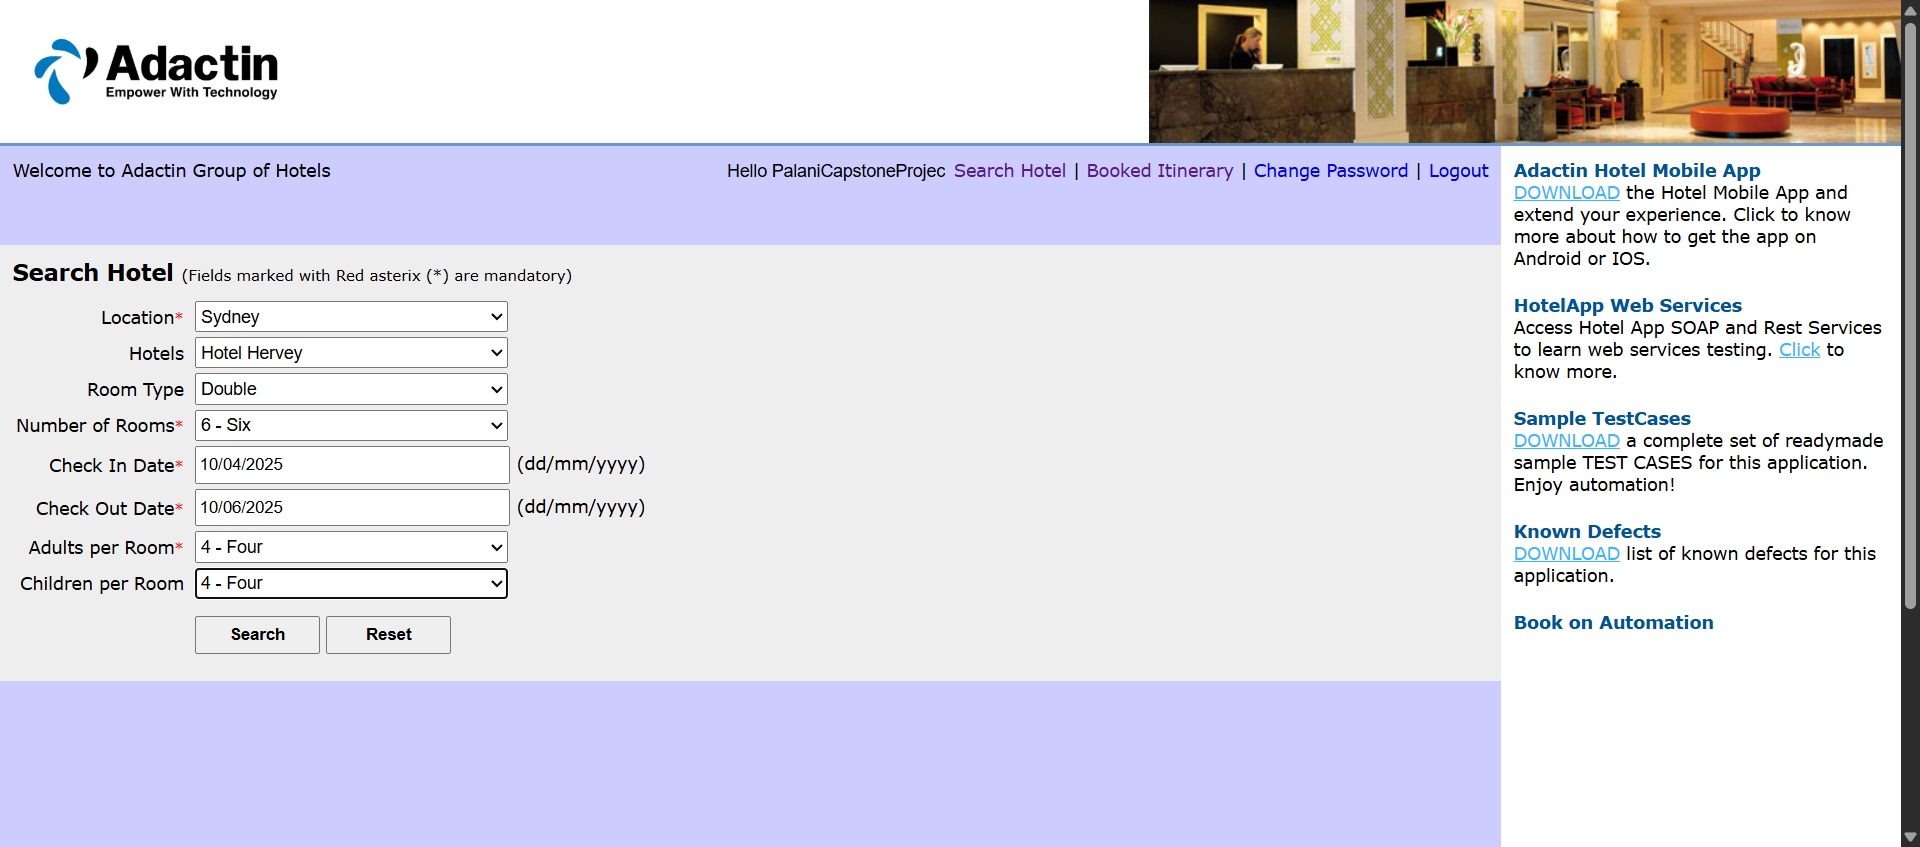 Adactin
Empower With Technology
Welcome to Adactin Group of Hotels
Hello PalaniCapstoneProjec Search Hotel | Booked Itinerary | Change Password | Logout
Search Hotel (Fields marked with Red asterix (*) are mandatory)
Location* Sydney
Hotels Hotel Hervey
Room Type Double
Number of Rooms* 6 - Six
Check In Date* 10/04/2025 (dd/mm/yyyy)
Check Out Date* 10/06/2025 (dd/mm/yyyy)
Adults per Room* 4 - Four
Children per Room 4 - Four
Search Reset
Adactin Hotel Mobile App
DOWNLOAD the Hotel Mobile App and
extend your experience. Click to know
more about how to get the app on
Android or IOS.
HotelApp Web Services
Access Hotel App SOAP and Rest Services
to learn web services testing. Click to
know more.
Sample TestCases
DOWNLOAD a complete set of readymade
sample TEST CASES for this application.
Enjoy automation!
Known Defects
DOWNLOAD list of known defects for this
application.
Book on Automation